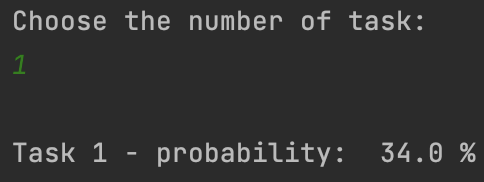 Choose the number of task:
1
Task 1 - probability:  34.0 %